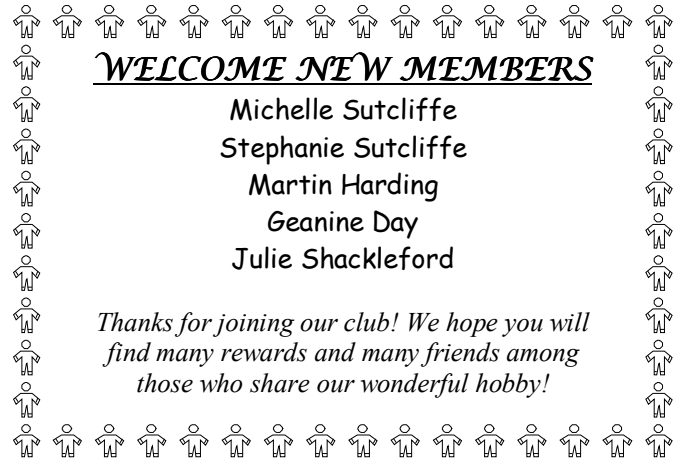 WELCOME NEW MEMBERS
Michelle Sutcliffe
Stephanie Sutcliffe
Martin Harding
Geanine Day
Julie Shackleford
Thanks for joining our club! We hope you will
find many rewards and many friends among
those who share our wonderful hobby!